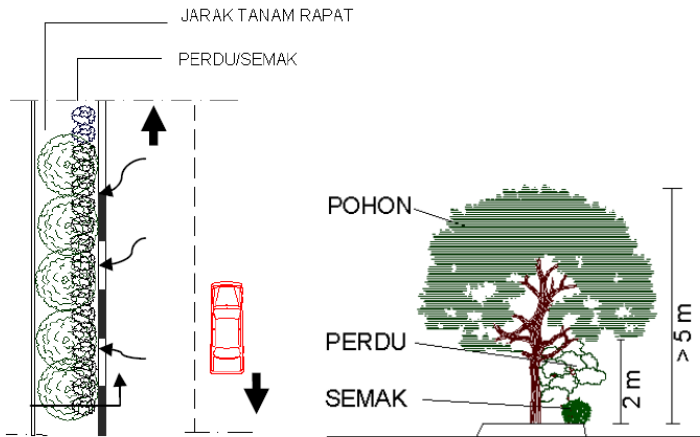 JARAK TANAM RAPAT
PERDU/SEMAK
POHON
PERDU
SEMAK
2 m
> 5 m